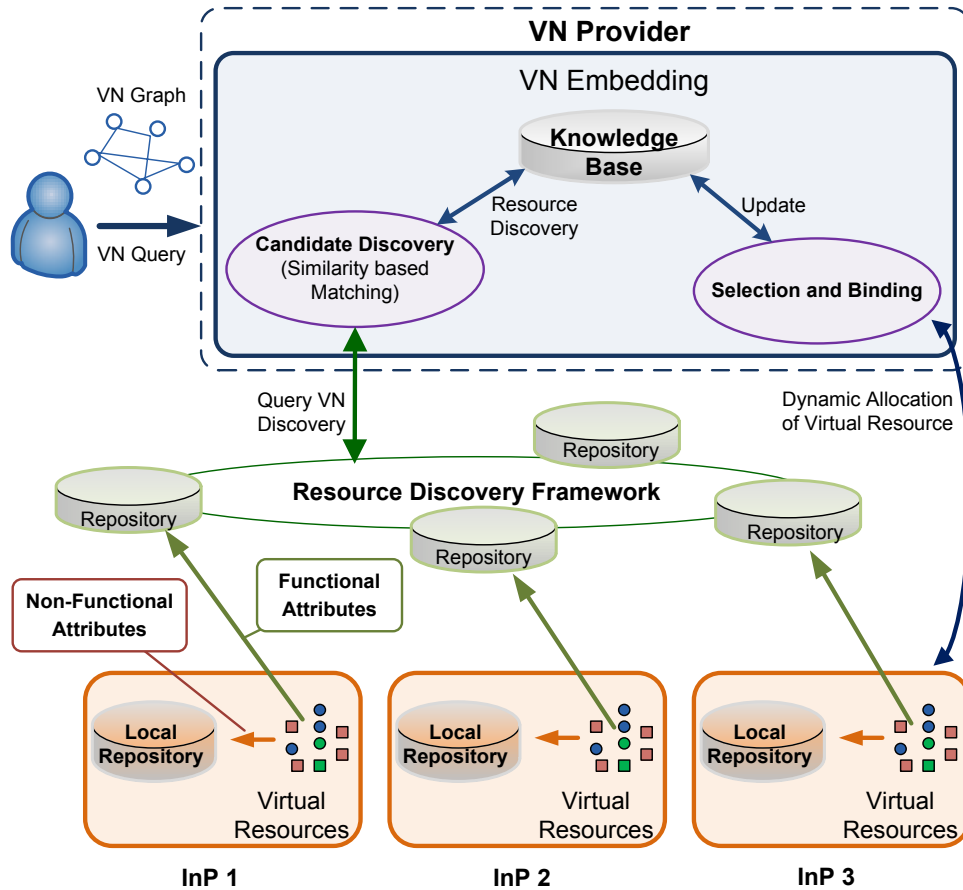 VN Provider
VN Embedding
VN Graph
Knowledge
Base
VN Query
Resource
Discovery
Update
Candidate Discovery
(Similarity based
Matching)
Selection and Binding
Query VN
Discovery
Dynamic Allocation
of Virtual Resource
Repository
Resource Discovery Framework
Repository
Repository
Repository
Non-Functional
Attributes
Functional
Attributes
Local
Repository
Virtual
Resources
Local
Repository
Virtual
Resources
Local
Repository
Virtual
Resources
InP 1
InP 2
InP 3